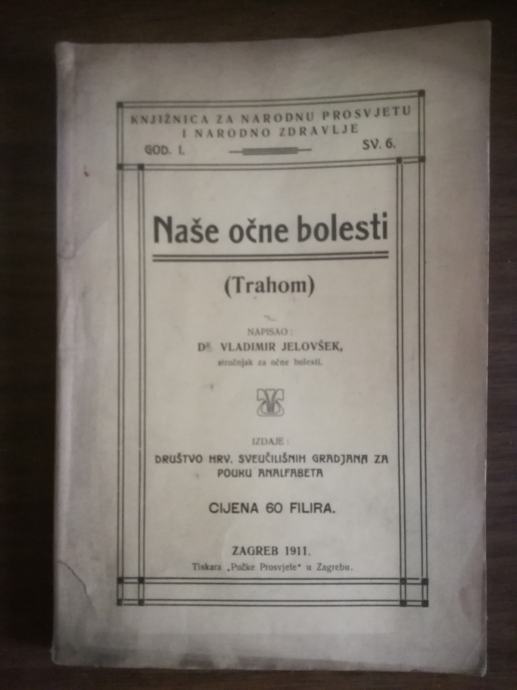 KNJIŽNICA ZA NARODNU PROSVJETU
I NARODNO ZDRAVLJE
GOD. I.
SV. 6.
Naše očne bolesti
(Trahom)
NAPISAO:
DR. VLADIMIR JELOVŠEK,
stručnjak za očne bolesti.
IZDAJE:
DRUŠTVO HRV. SVEUČILIŠNIH GRADJANA ZA
POUKU ANALFABETA
CIJENA 60 FILIRA.
ZAGREB 1911.
Tiskara „Pučke Prosvjete" u Zagrebu.